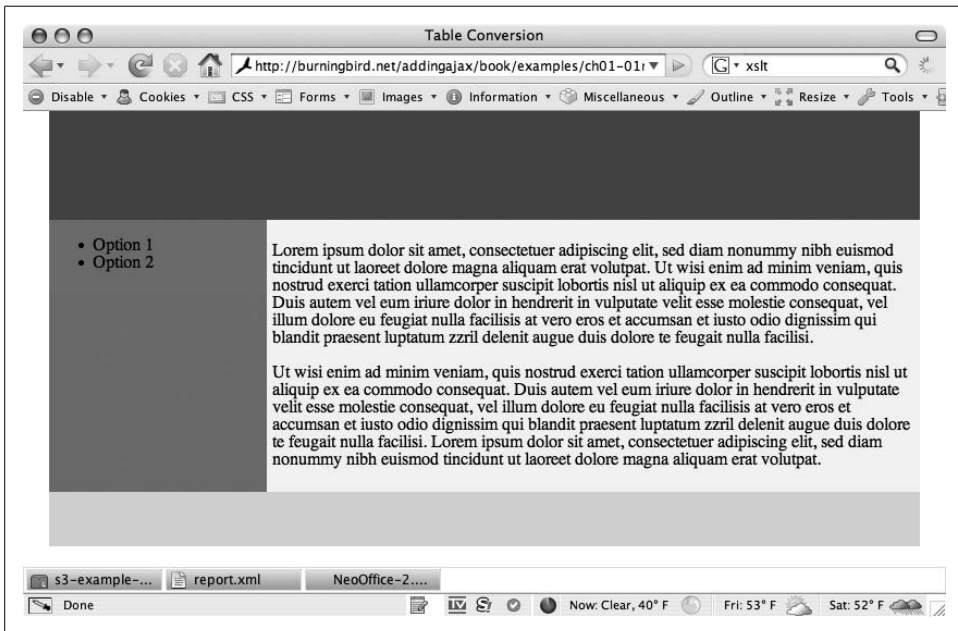 Table Conversion
http://burningbird.net/addingajax/book/examples/ch01-01
G xslt
Disable Cookies CSS Forms Images Information Miscellaneous Outline Resize Tools
Option 1
Option 2
Lorem ipsum dolor sit amet, consectetuer adipiscing elit, sed diam nonummy nibh euismod
tincidunt ut laoreet dolore magna aliquam erat volutpat. Ut wisi enim ad minim veniam, quis
nostrud exerci tation ullamcorper suscipit lobortis nisl ut aliquip ex ea commodo consequat.
Duis autem vel eum iriure dolor in hendrerit in vulputate velit esse molestie consequat, vel
illum dolore eu feugiat nulla facilisis at vero eros et accumsan et iusto odio dignissim qui
blandit praesent luptatum zzril delenit augue duis dolore te feugait nulla facilisi.
Ut wisi enim ad minim veniam, quis nostrud exerci tation ullamcorper suscipit lobortis nisl ut
aliquip ex ea commodo consequat. Duis autem vel eum iriure dolor in hendrerit in vulputate
velit esse molestie consequat, vel illum dolore eu feugiat nulla facilisis at vero eros et
accumsan et iusto odio dignissim qui blandit praesent luptatum zzril delenit augue duis dolore
te feugait nulla facilisi. Lorem ipsum dolor sit amet, consectetuer adipiscing elit, sed diam
nonummy nibh euismod tincidunt ut laoreet dolore magna aliquam erat volutpat.
s3-example-... report.xml NeoOffice-2....
Done Now: Clear, 40° F Fri: 53° F Sat: 52° F